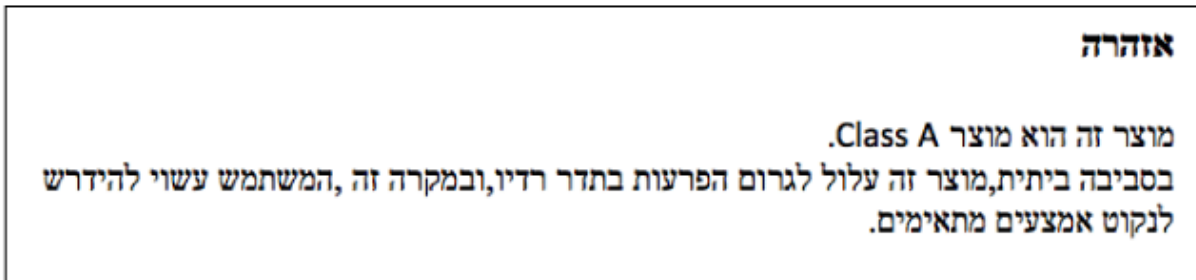 אזהרה
מוצר זה הוא מוצר Class A.
בסביבה ביתית,מוצר זה עלול לגרום הפרעות בתדר רדיו,ובמקרה זה ,המשתמש עשוי להידרש
לנקוט אמצעים מתאימים.